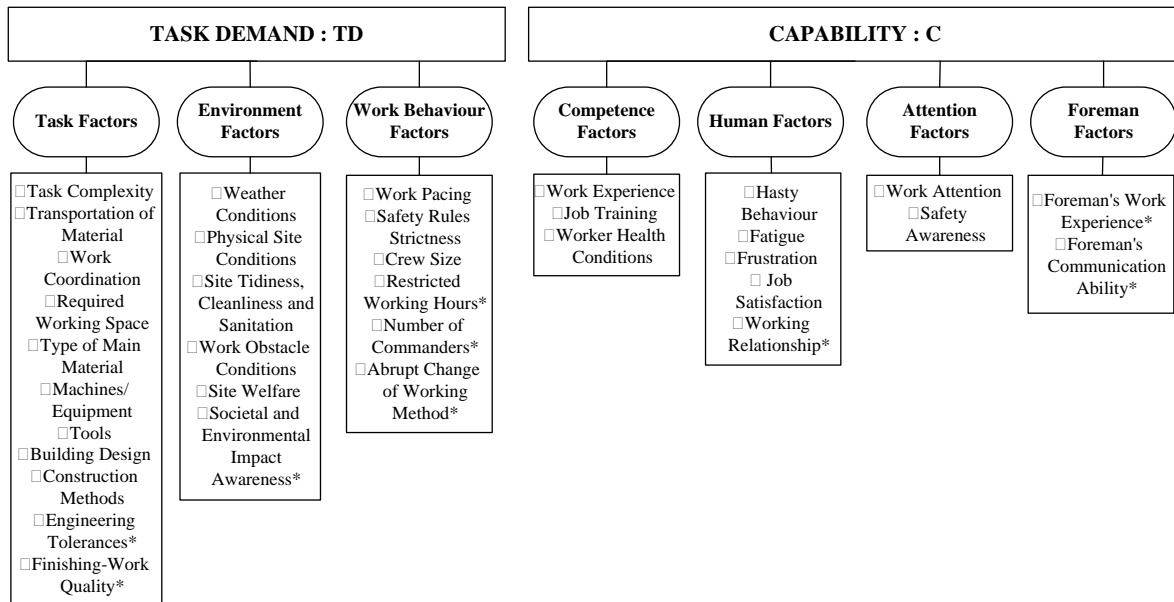 TASK DEMAND : TD
CAPABILITY : C
Task Factors
Environment
Factors
Work Behaviour
Factors
Competence
Factors
Human Factors
Attention
Factors
Foreman
Factors
□Task Complexity
□Transportation of
Material
□Work
Coordination
□Required
Working Space
□Type of Main
Material
□Machines/
Equipment
□Tools
□Building Design
□Construction
Methods
□Engineering
Tolerances*
□Finishing-Work
Quality*
□Weather
Conditions
□Physical Site
Conditions
□Site Tidiness,
Cleanliness and
Sanitation
□Work Obstacle
Conditions
□Site Welfare
□Societal and
Environmental
Impact
Awareness*
□Work Pacing
□Safety Rules
Strictness
□Crew Size
□Restricted
Working Hours*
□Number of
Commanders*
□Abrupt Change
of Working
Method*
□Work Experience
□Job Training
□Worker Health
Conditions
□Hasty
Behaviour
□Fatigue
□Frustration
□ Job
Satisfaction
□Working
Relationship*
□Work Attention
□Safety
Awareness
□Foreman's Work
Experience*
□Foreman's
Communication
Ability*